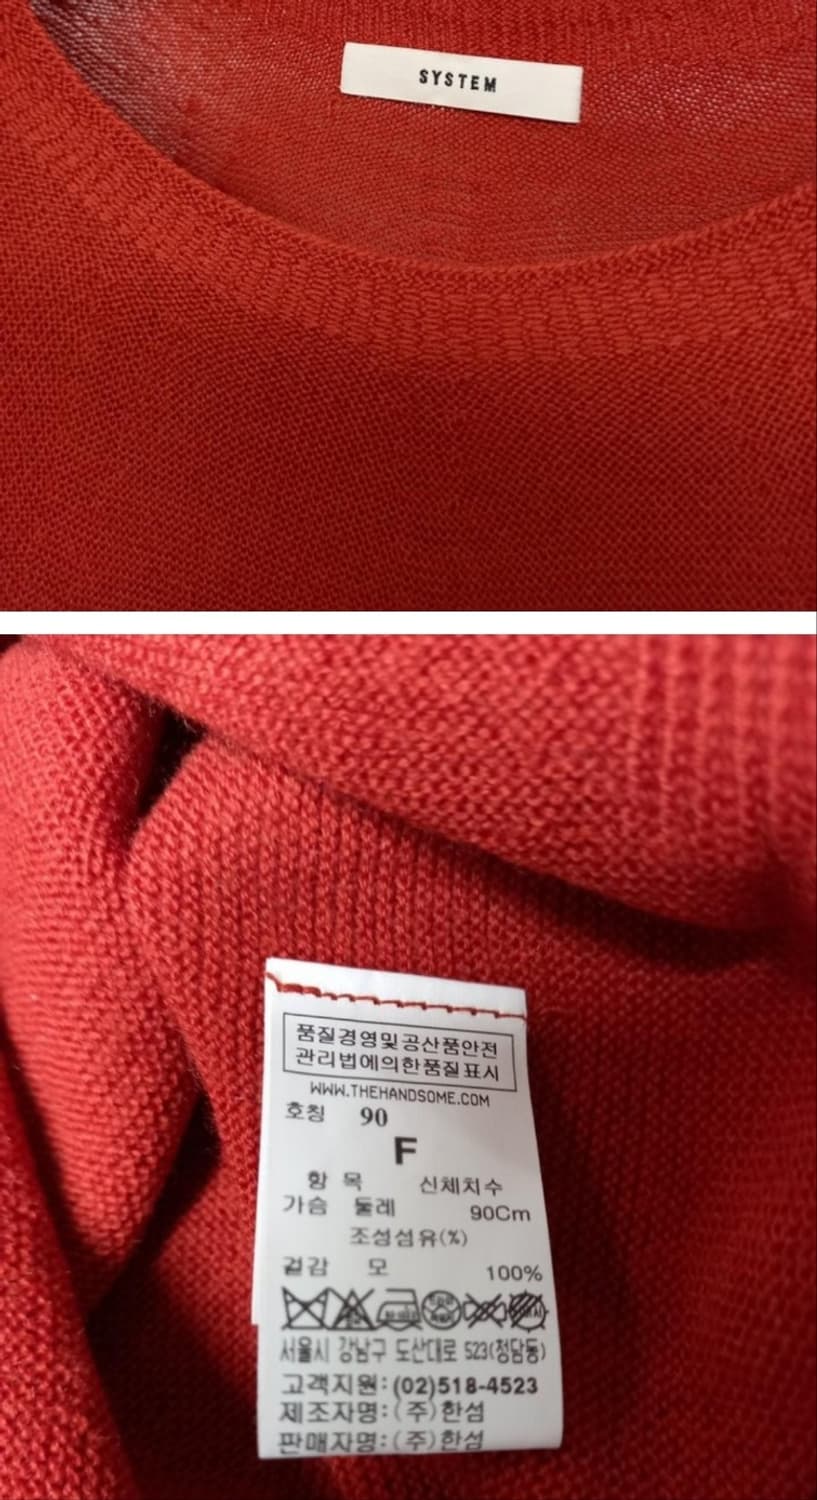 SYSTEM
품질경영및공산품안전
관리법에의한품질표시
WWW.THEHANDSOME.COM
호칭 90
F
항 목 신체치수
가슴 둘레 90Cm
조성섬유(%)
겉감 모 100%
서울시 강남구 도산대로 523(청담동)
고객지원:(02)518-4523
제조자명:(주)한섬
판매자명:(주)한섬